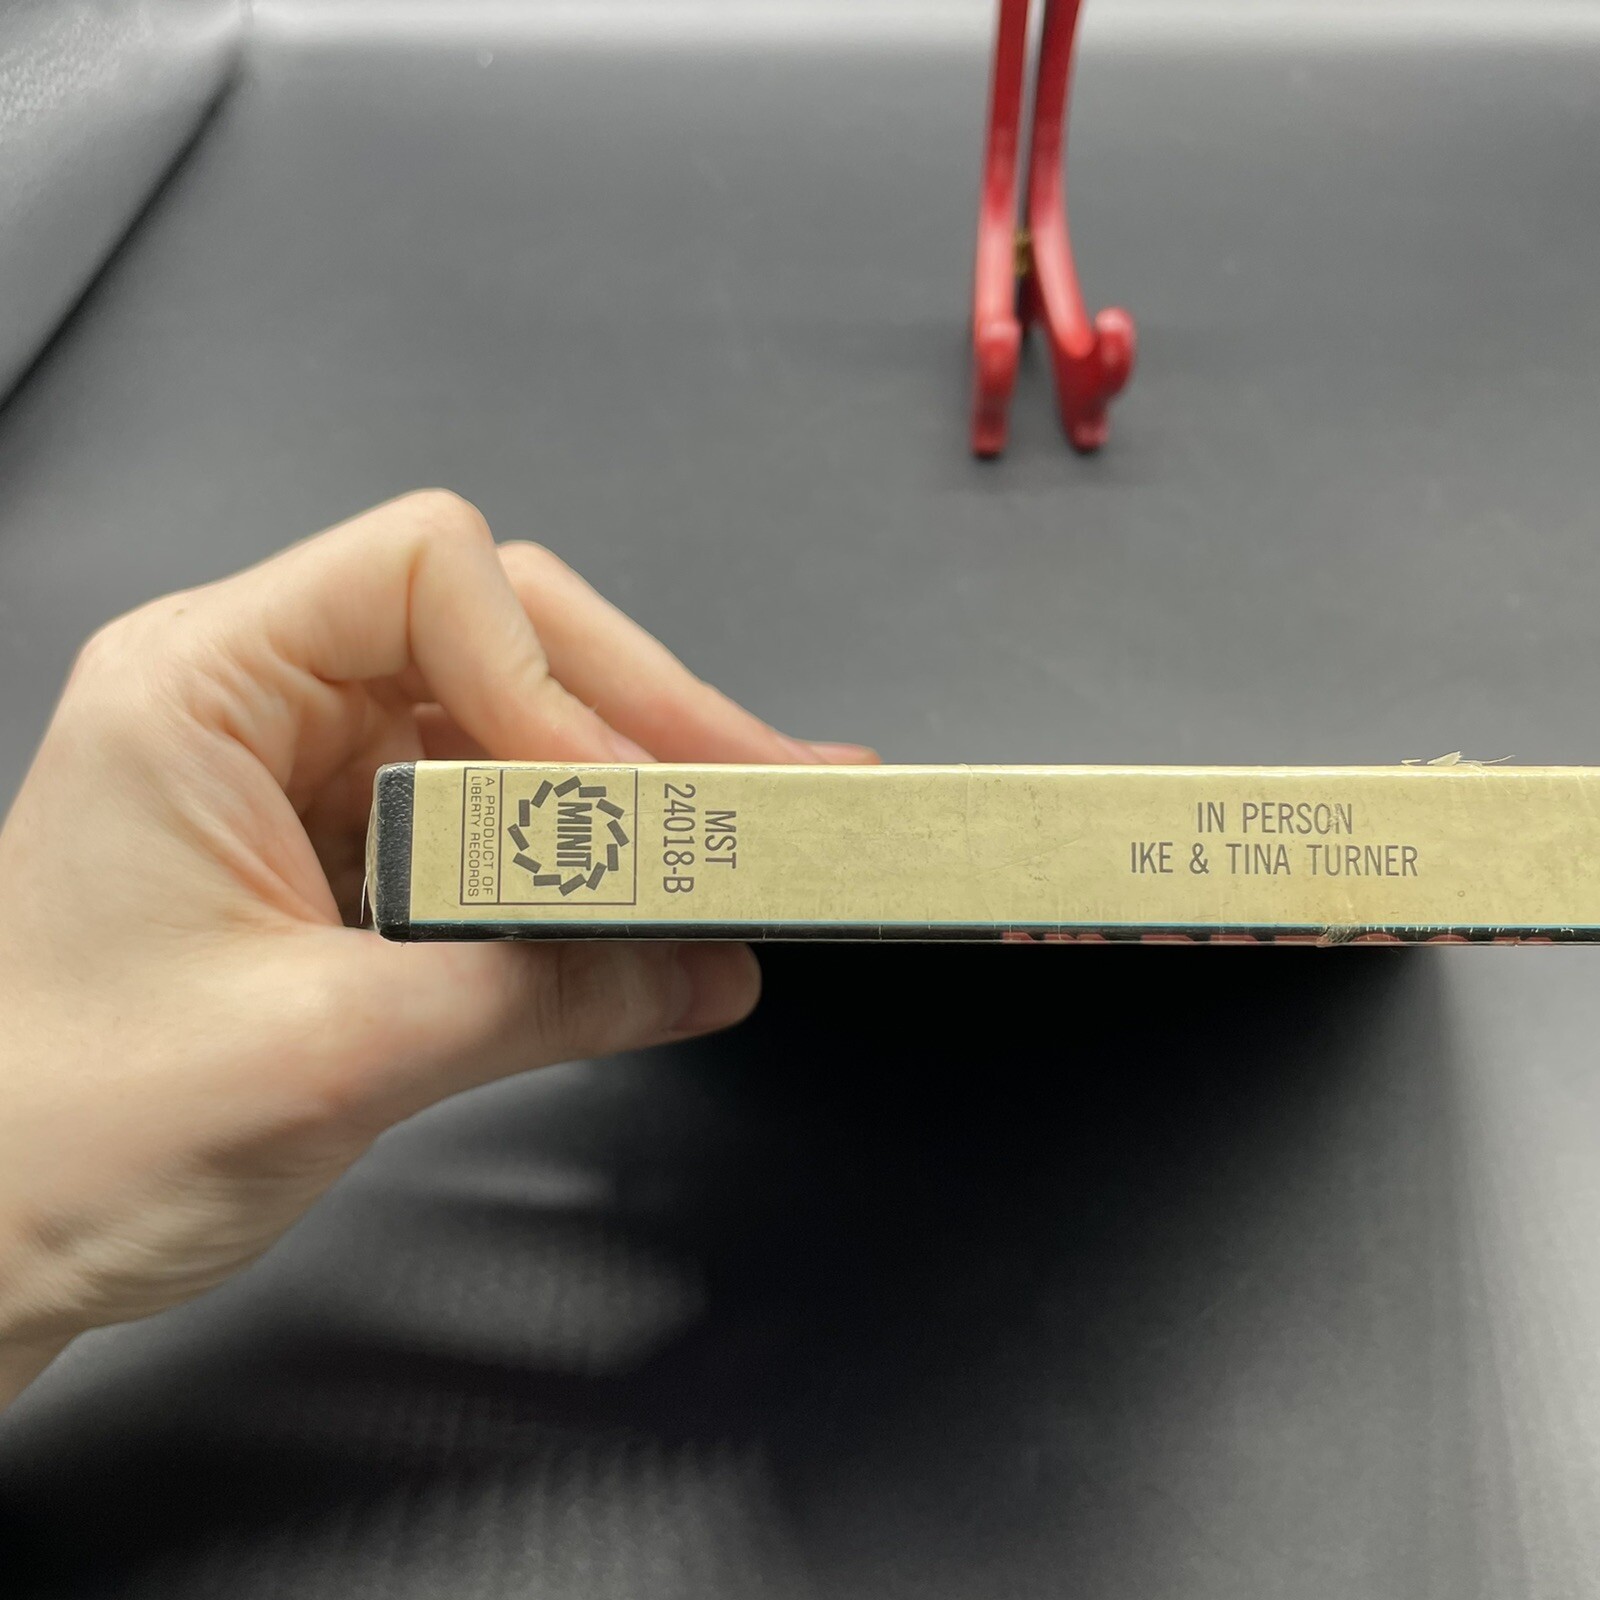 A PRODUCT OF
LIBERTY RECORDS
MINIT
MST
24018-B
IN PERSON
IKE & TINA TURNER